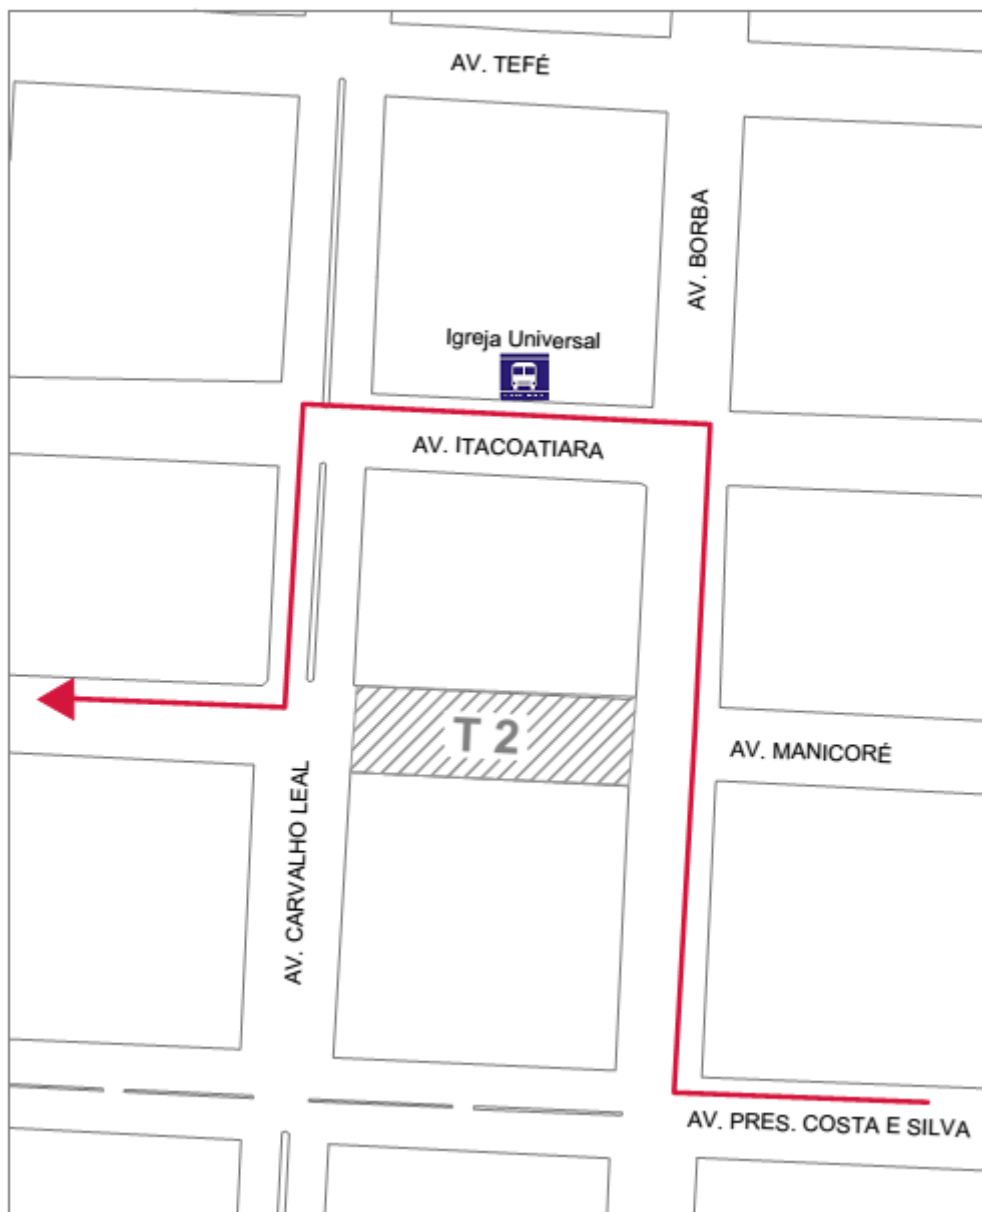 AV. TEFÉ
AV. BORBA
Igreja Universal
AV. ITACOATIARA
T 2
AV. MANICORÉ
AV. CARVALHO LEAL
AV. PRES. COSTA E SILVA